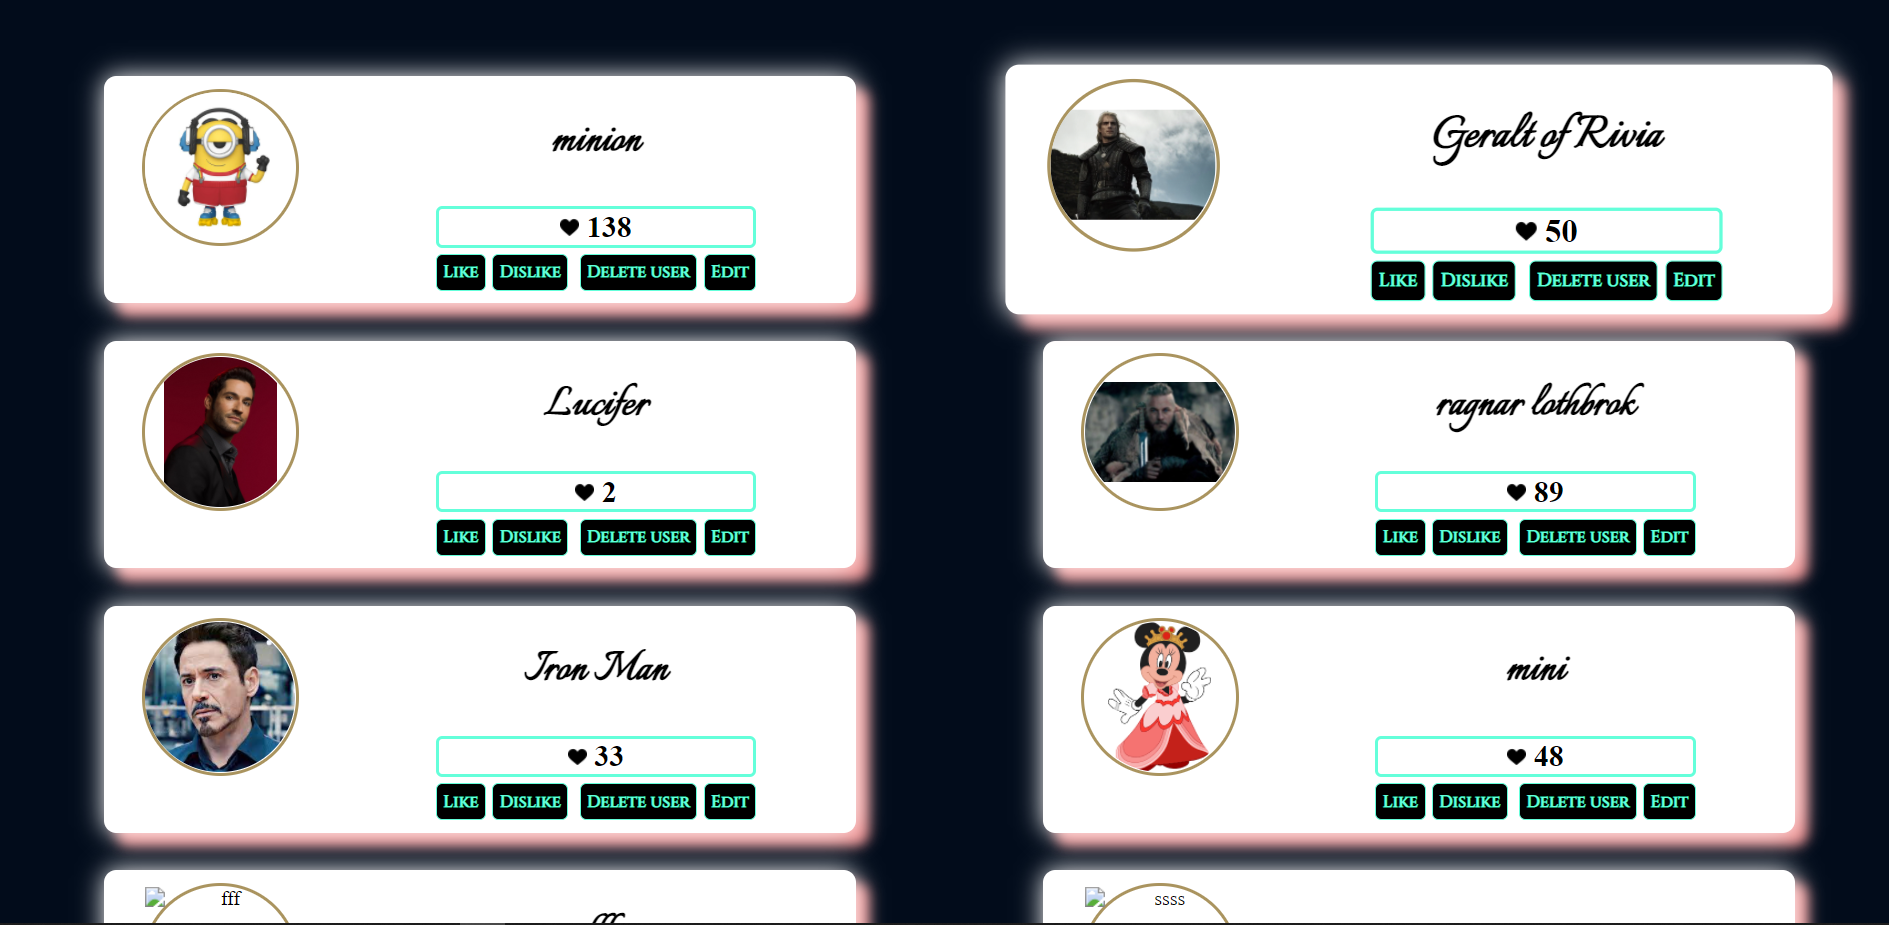 minion
138
Like Dislike Delete user Edit
Geralt of Rivia
50
Like Dislike Delete user Edit
Lucifer
2
Like Dislike Delete user Edit
ragnar lothbrok
89
Like Dislike Delete user Edit
Iron Man
33
Like Dislike Delete user Edit
mini
48
Like Dislike Delete user Edit
fff
fff
ssss